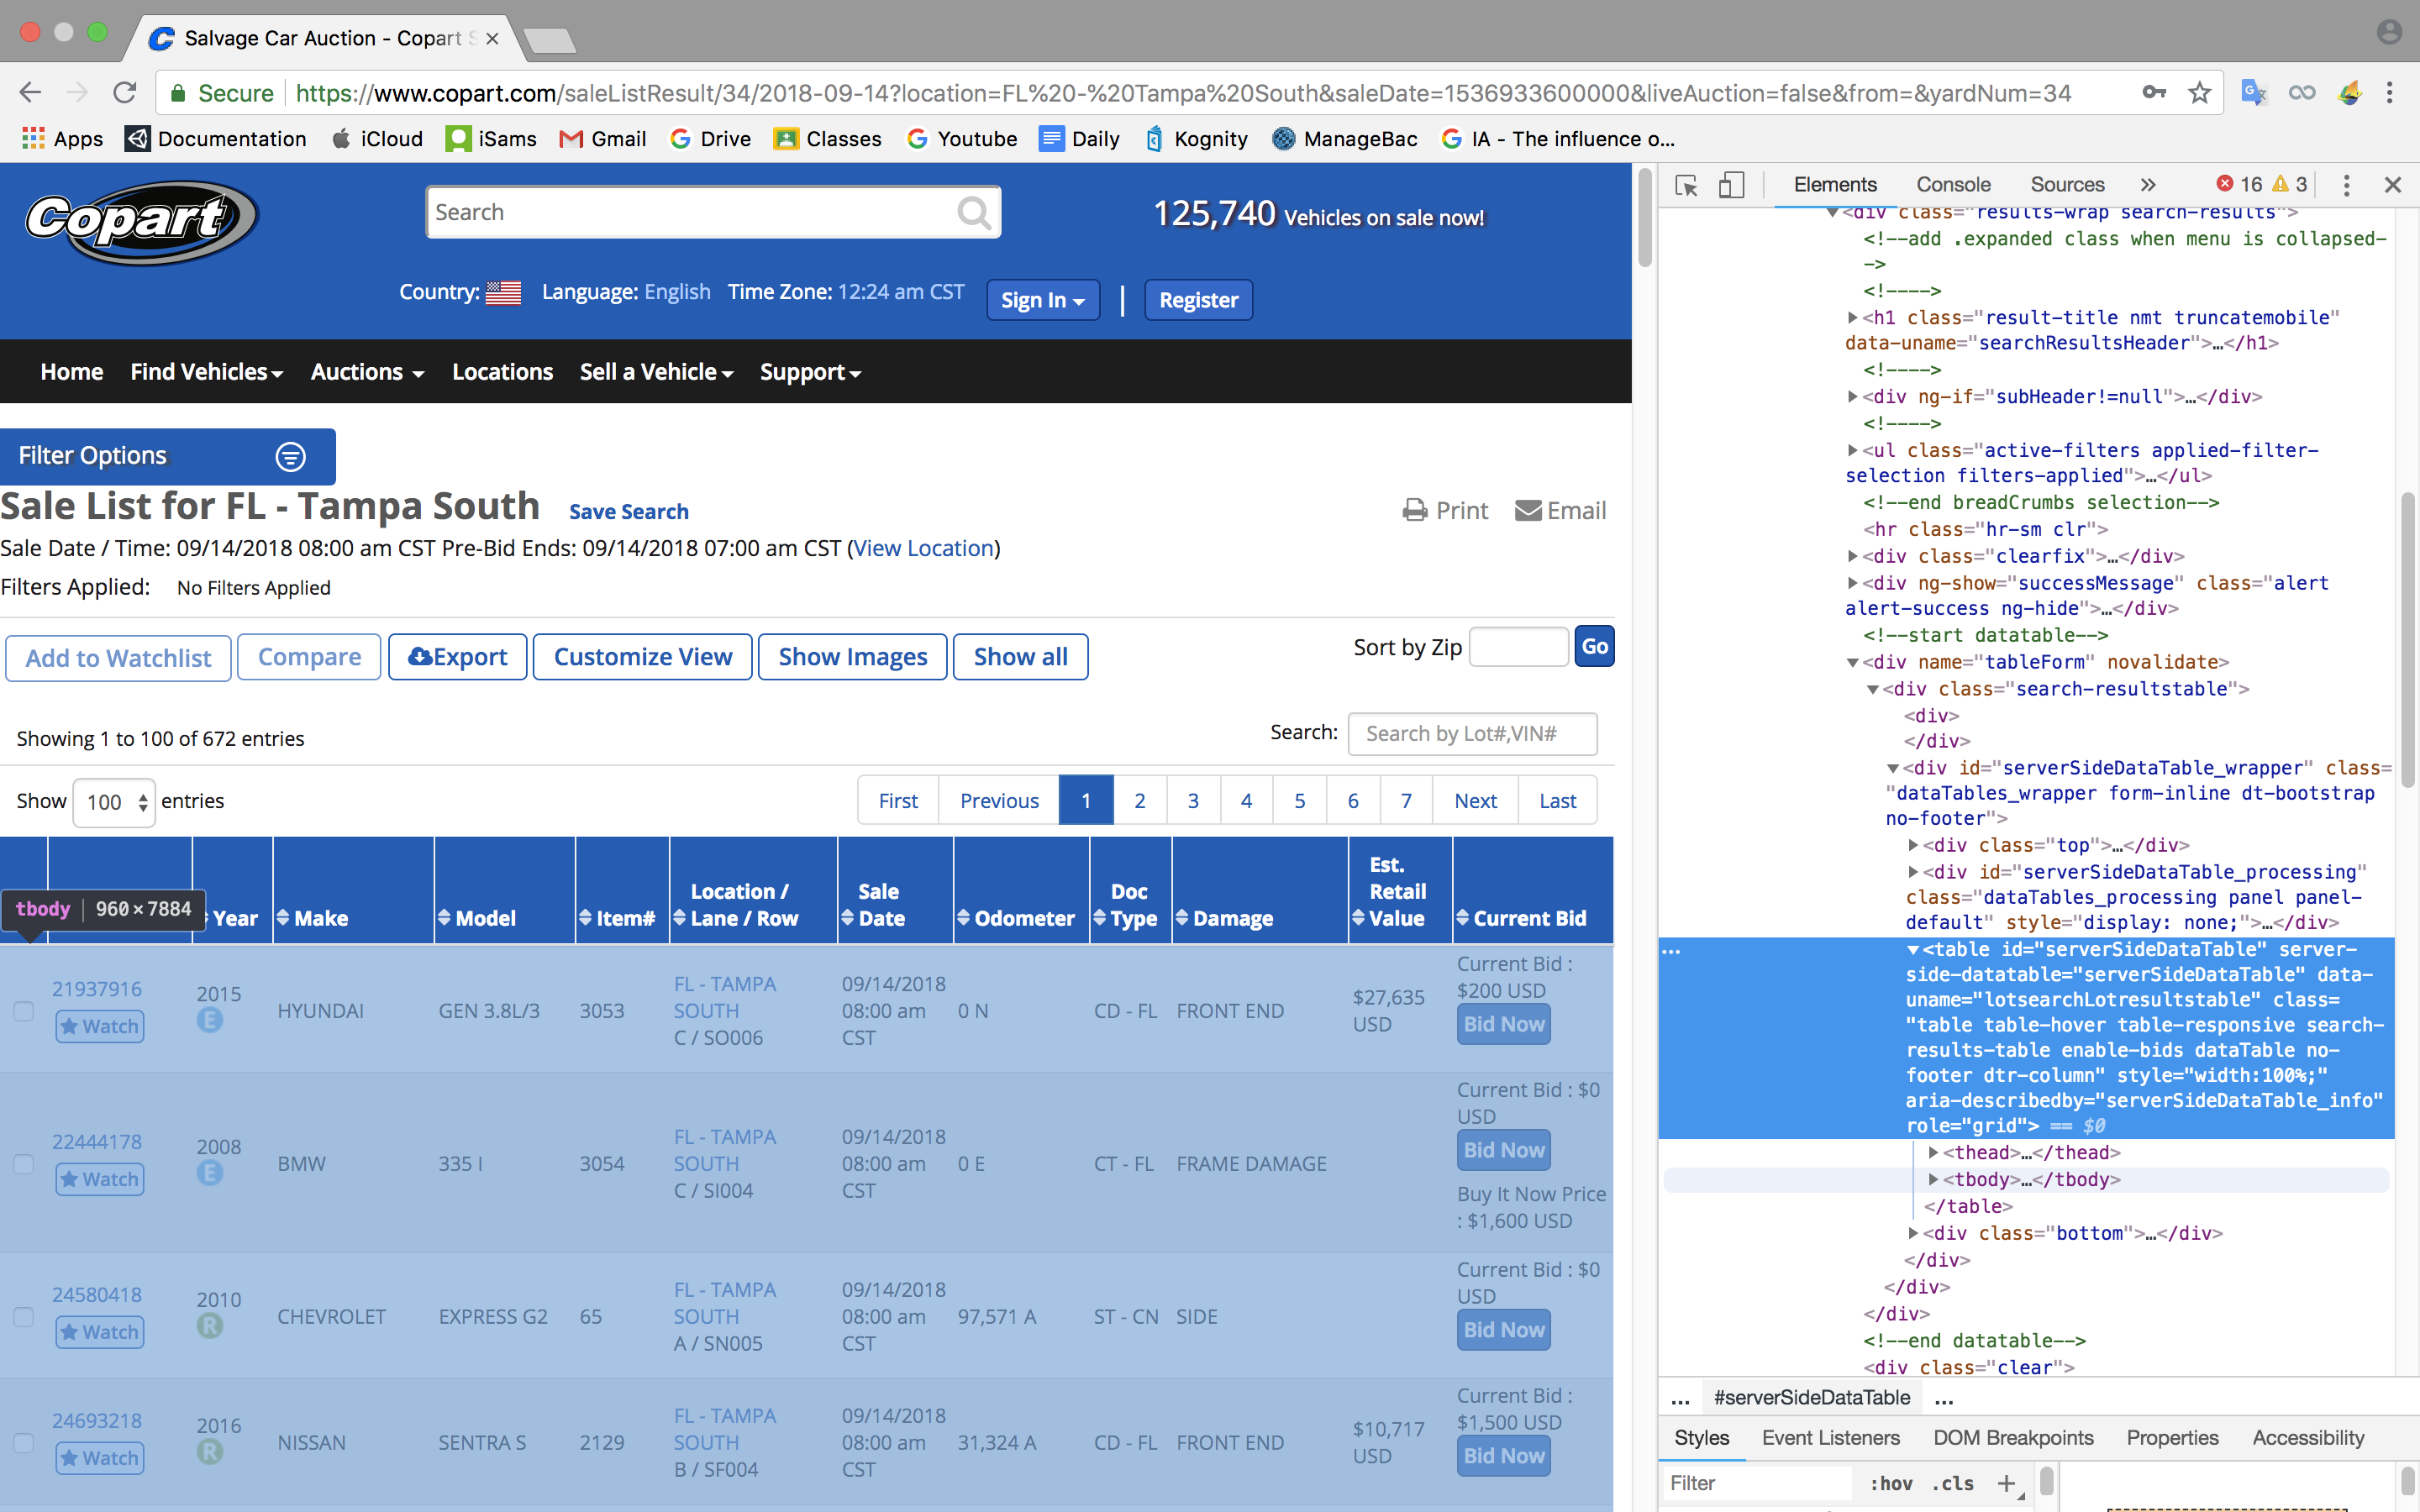 Salvage Car Auction - Copart
Secure https://www.copart.com/saleListResult/34/2018-09-14?location=FL%20-%20Tampa%20South&saleDate=1536933600000&liveAuction=false&from=&yardNum=34
Apps Documentation iCloud iSams Gmail Drive Classes Youtube Daily Kognity ManageBac IA - The influence o...
Copart
Search
125,740 Vehicles on sale now!
Country: Language: English Time Zone: 12:24 am CST Sign In | Register
Home Find Vehicles Auctions Locations Sell a Vehicle Support
Filter Options
Sale List for FL - Tampa South Save Search Print Email
Sale Date / Time: 09/14/2018 08:00 am CST Pre-Bid Ends: 09/14/2018 07:00 am CST (View Location)
Filters Applied: No Filters Applied
Add to Watchlist Compare Export Customize View Show Images Show all Sort by Zip Go
Showing 1 to 100 of 672 entries Search: Search by Lot#,VIN#
Show 100 entries First Previous 1 2 3 4 5 6 7 Next Last
tbody | 960 × 7884
Year Make Model Item# Location / Lane / Row Sale Date Odometer Doc Type Damage Est. Retail Value Current Bid
21937916 Watch 2015 E HYUNDAI GEN 3.8L/3 3053 FL - TAMPA SOUTH C / SO006 09/14/2018 08:00 am CST 0 N CD - FL FRONT END $27,635 USD Current Bid : $200 USD Bid Now
22444178 Watch 2008 E BMW 335 I 3054 FL - TAMPA SOUTH C / SI004 09/14/2018 08:00 am CST 0 E CT - FL FRAME DAMAGE Current Bid : $0 USD Bid Now Buy It Now Price : $1,600 USD
24580418 Watch 2010 R CHEVROLET EXPRESS G2 65 FL - TAMPA SOUTH A / SN005 09/14/2018 08:00 am CST 97,571 A ST - CN SIDE Current Bid : $0 USD Bid Now
24693218 Watch 2016 R NISSAN SENTRA S 2129 FL - TAMPA SOUTH B / SF004 09/14/2018 08:00 am CST 31,324 A CD - FL FRONT END $10,717 USD Current Bid : $1,500 USD Bid Now
Elements Console Sources » 16 3
<div class="results-wrap search-results">
<!--add .expanded class when menu is collapsed-
->
<!---->
<h1 class="result-title nmt truncatemobile"
data-uname="searchResultsHeader">…</h1>
<!---->
<div ng-if="subHeader!=null">…</div>
<!---->
<ul class="active-filters applied-filter-
selection filters-applied">…</ul>
<!--end breadCrumbs selection-->
<hr class="hr-sm clr">
<div class="clearfix">…</div>
<div ng-show="successMessage" class="alert
alert-success ng-hide">…</div>
<!--start datatable-->
<div name="tableForm" novalidate>
<div class="search-resultstable">
<div>
</div>
<div id="serverSideDataTable_wrapper" class=
"dataTables_wrapper form-inline dt-bootstrap
no-footer">
<div class="top">…</div>
<div id="serverSideDataTable_processing"
class="dataTables_processing panel panel-
default" style="display: none;">…</div>
... <table id="serverSideDataTable" server-
side-datatable="serverSideDataTable" data-
uname="lotsearchLotresultstable" class=
"table table-hover table-responsive search-
results-table enable-bids dataTable no-
footer dtr-column" style="width:100%;"
aria-describedby="serverSideDataTable_info"
role="grid"> == $0
<thead>…</thead>
<tbody>…</tbody>
</table>
<div class="bottom">…</div>
</div>
</div>
</div>
<!--end datatable-->
<div class="clear">
... #serverSideDataTable ...
Styles Event Listeners DOM Breakpoints Properties Accessibility
Filter :hov .cls +